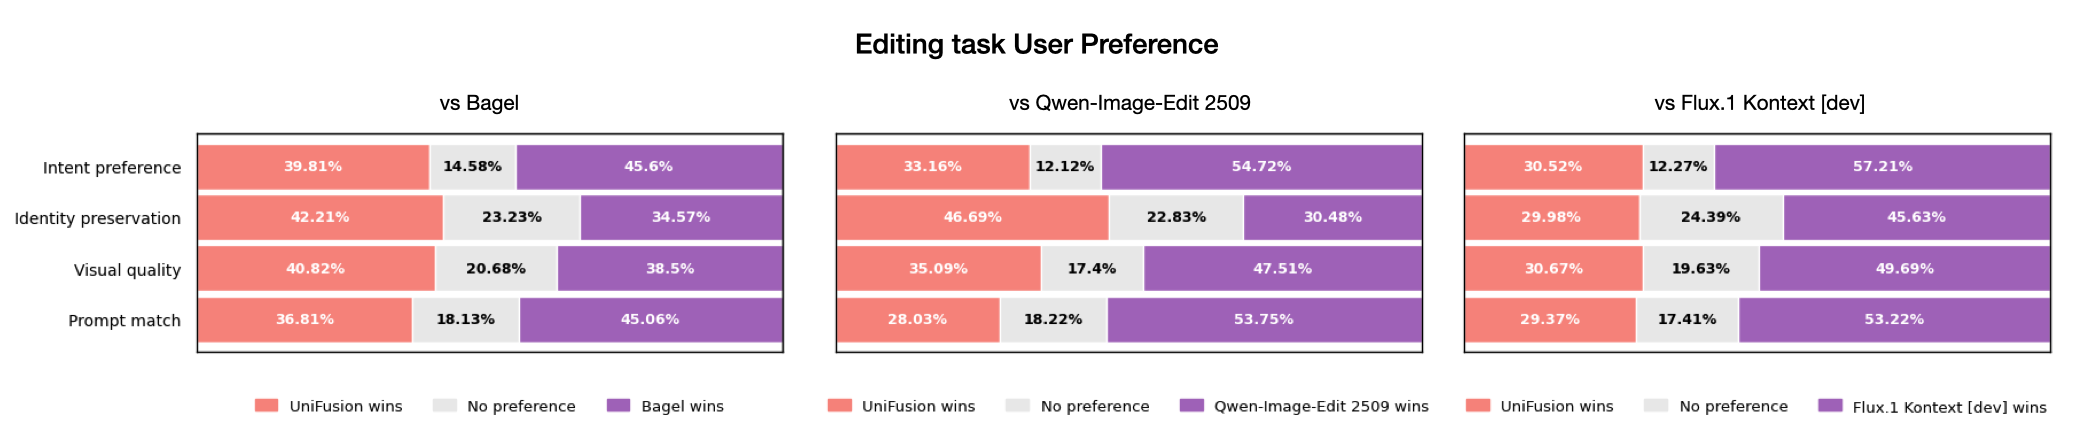 Editing task User Preference
vs Bagel
vs Qwen-Image-Edit 2509
vs Flux.1 Kontext [dev]
Intent preference 39.81% 14.58% 45.6% 33.16% 12.12% 54.72% 30.52% 12.27% 57.21%
Identity preservation 42.21% 23.23% 34.57% 46.69% 22.83% 30.48% 29.98% 24.39% 45.63%
Visual quality 40.82% 20.68% 38.5% 35.09% 17.4% 47.51% 30.67% 19.63% 49.69%
Prompt match 36.81% 18.13% 45.06% 28.03% 18.22% 53.75% 29.37% 17.41% 53.22%
UniFusion wins No preference Bagel wins
UniFusion wins No preference Qwen-Image-Edit 2509 wins
UniFusion wins No preference Flux.1 Kontext [dev] wins